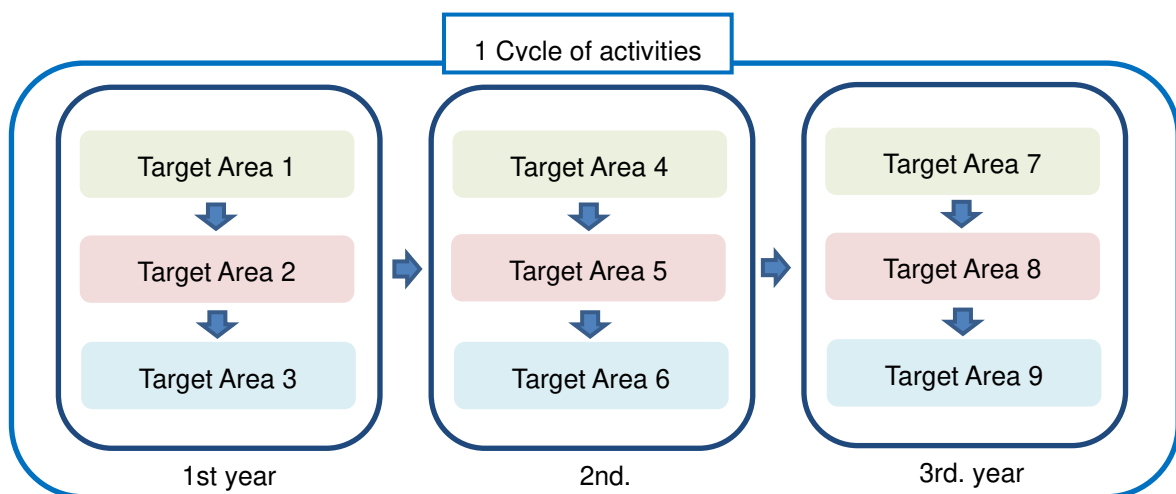 1 Cycle of activities
Target Area 1
Target Area 2
Target Area 3
1st year
Target Area 4
Target Area 5
Target Area 6
2nd.
Target Area 7
Target Area 8
Target Area 9
3rd. year